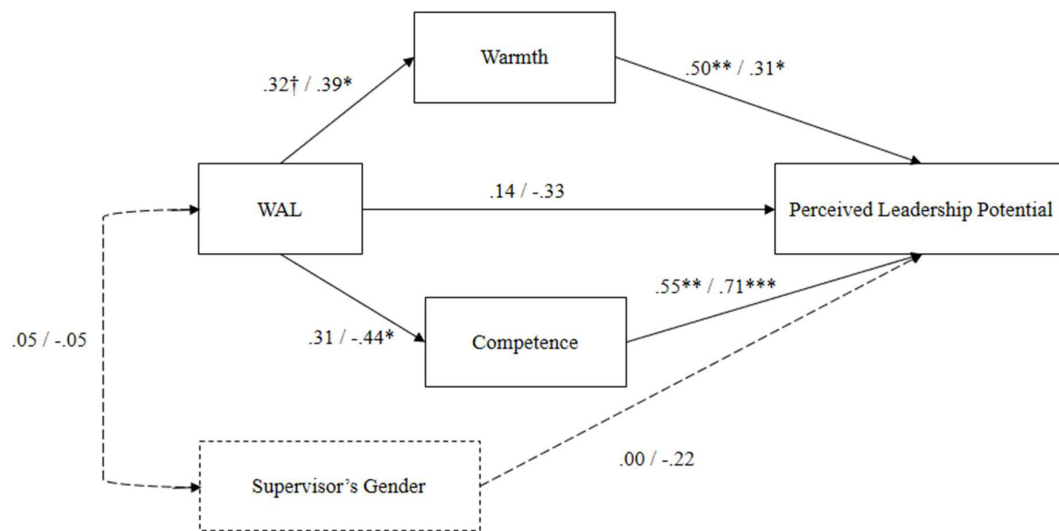 Warmth
.32† / .39*
.50** / .31*
WAL
.14 / -.33
Perceived Leadership Potential
.55** / .71***
.05 / -.05
.31 / -.44*
Competence
.00 / -.22
Supervisor's Gender